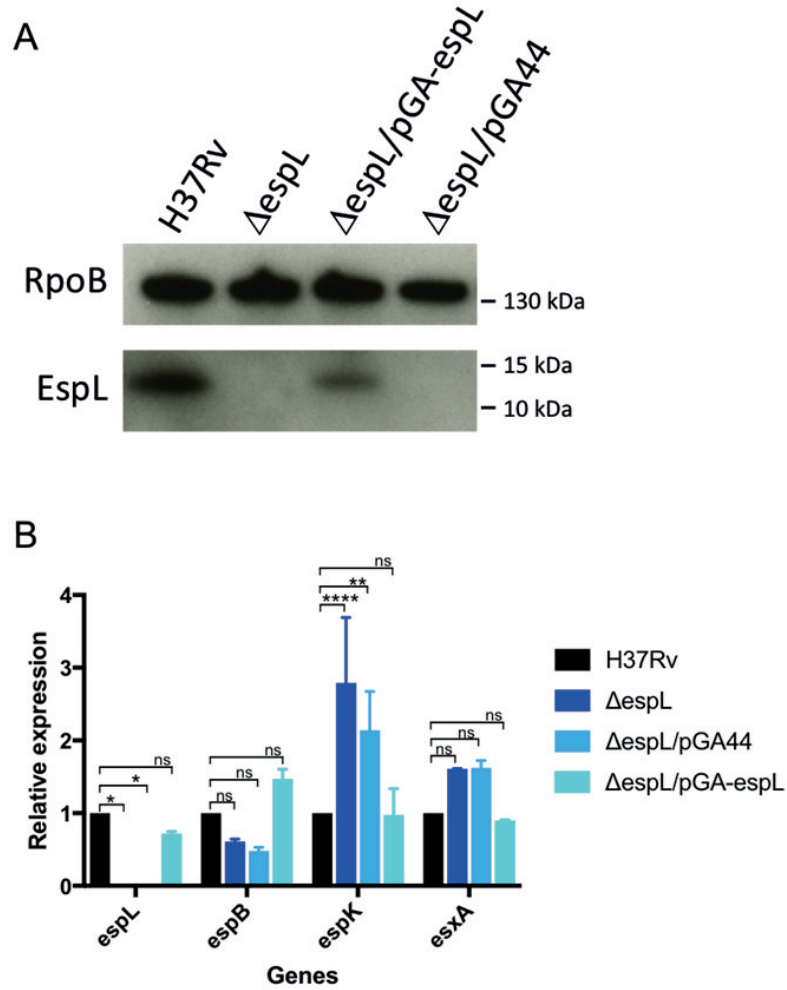 A
H37Rv
ΔespL
ΔespL/pGA-espL
ΔespL/pGA44
RpoB
130 kDa
EspL
15 kDa
10 kDa
B
Relative expression
4
3
2
1
0
ns
*
*
ns
ns
ns
ns
**
****
ns
ns
ns
espL
espB
espK
esxA
Genes
H37Rv
ΔespL
ΔespL/pGA44
ΔespL/pGA-espL